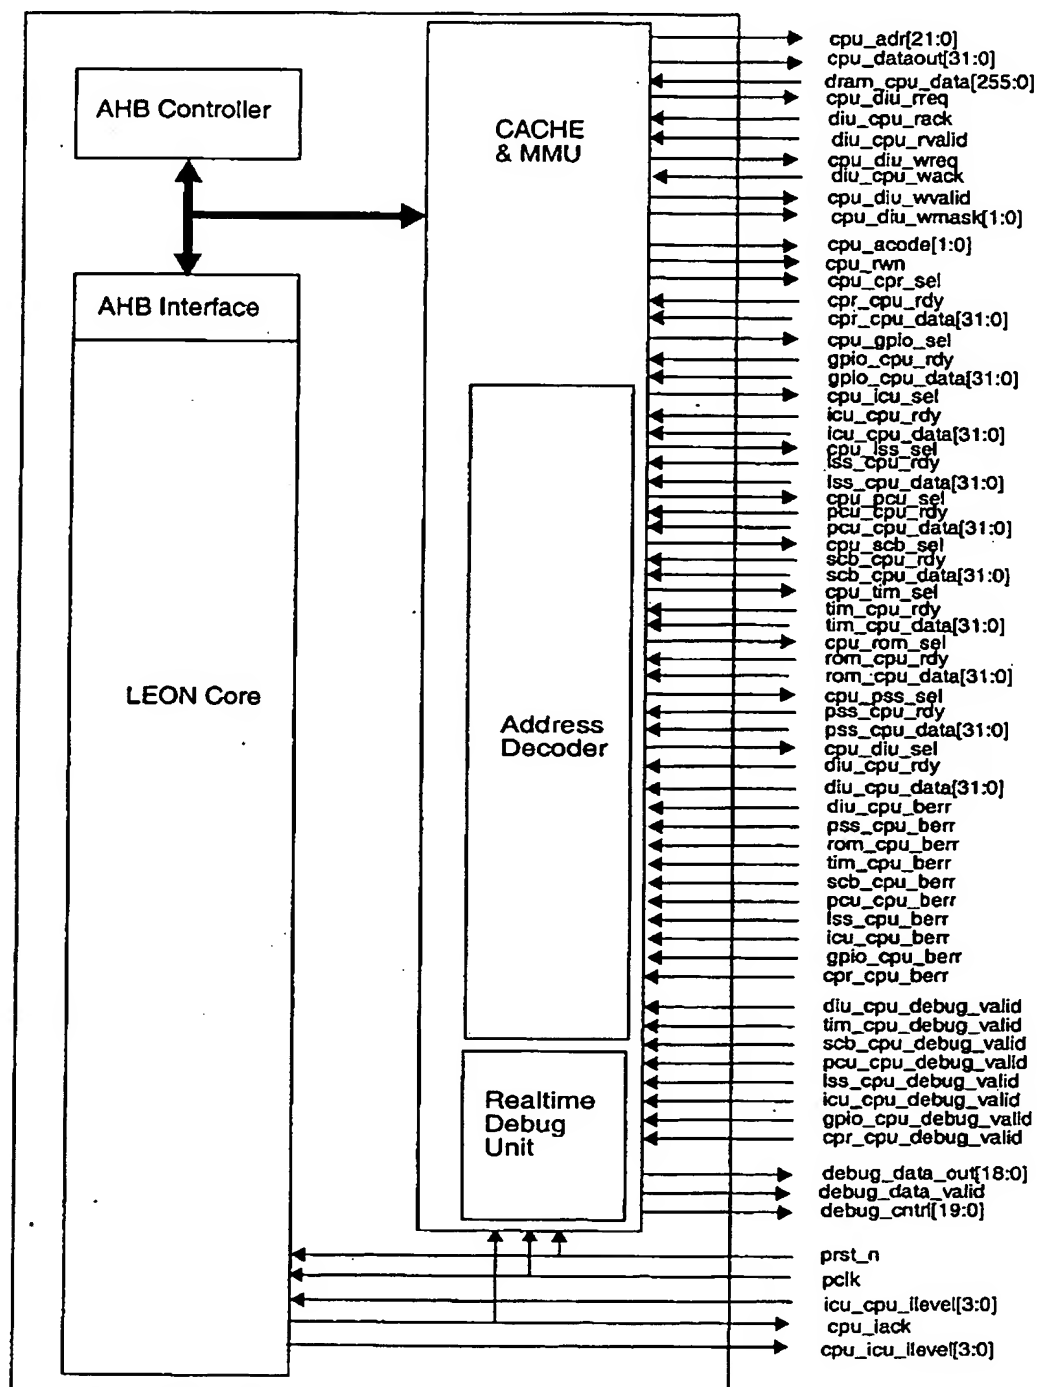 AHB Controller
AHB Interface
LEON Core
CACHE
& MMU
Address
Decoder
Realtime
Debug
Unit
cpu_adr[21:0]
cpu_dataout[31:0]
dram_cpu_data[255:0]
cpu_diu_rreq
diu_cpu_rack
diu_cpu_rvalid
cpu_diu_wreq
diu_cpu_wack
cpu_diu_wvalid
cpu_diu_wmask[1:0]
cpu_acode[1:0]
cpu_rwn
cpu_cpr_sel
cpr_cpu_rdy
cpr_cpu_data[31:0]
cpu_gpio_sel
gpio_cpu_rdy
gpio_cpu_data[31:0]
cpu_icu_sel
icu_cpu_rdy
icu_cpu_data[31:0]
cpu_lss_sel
lss_cpu_rdy
lss_cpu_data[31:0]
cpu_pcu_sel
pcu_cpu_rdy
pcu_cpu_data[31:0]
cpu_scb_sel
scb_cpu_rdy
scb_cpu_data[31:0]
cpu_tim_sel
tim_cpu_rdy
tim_cpu_data[31:0]
cpu_rom_sel
rom_cpu_rdy
rom_cpu_data[31:0]
cpu_pss_sel
pss_cpu_rdy
pss_cpu_data[31:0]
cpu_diu_sel
diu_cpu_rdy
diu_cpu_data[31:0]
diu_cpu_berr
pss_cpu_berr
rom_cpu_berr
tim_cpu_berr
scb_cpu_berr
pcu_cpu_berr
lss_cpu_berr
icu_cpu_berr
gpio_cpu_berr
cpr_cpu_berr
diu_cpu_debug_valid
tim_cpu_debug_valid
scb_cpu_debug_valid
pcu_cpu_debug_valid
lss_cpu_debug_valid
icu_cpu_debug_valid
gpio_cpu_debug_valid
cpr_cpu_debug_valid
debug_data_out[18:0]
debug_data_valid
debug_cntrl[19:0]
prst_n
pclk
icu_cpu_ilevel[3:0]
cpu_iack
cpu_icu_ilevel[3:0]